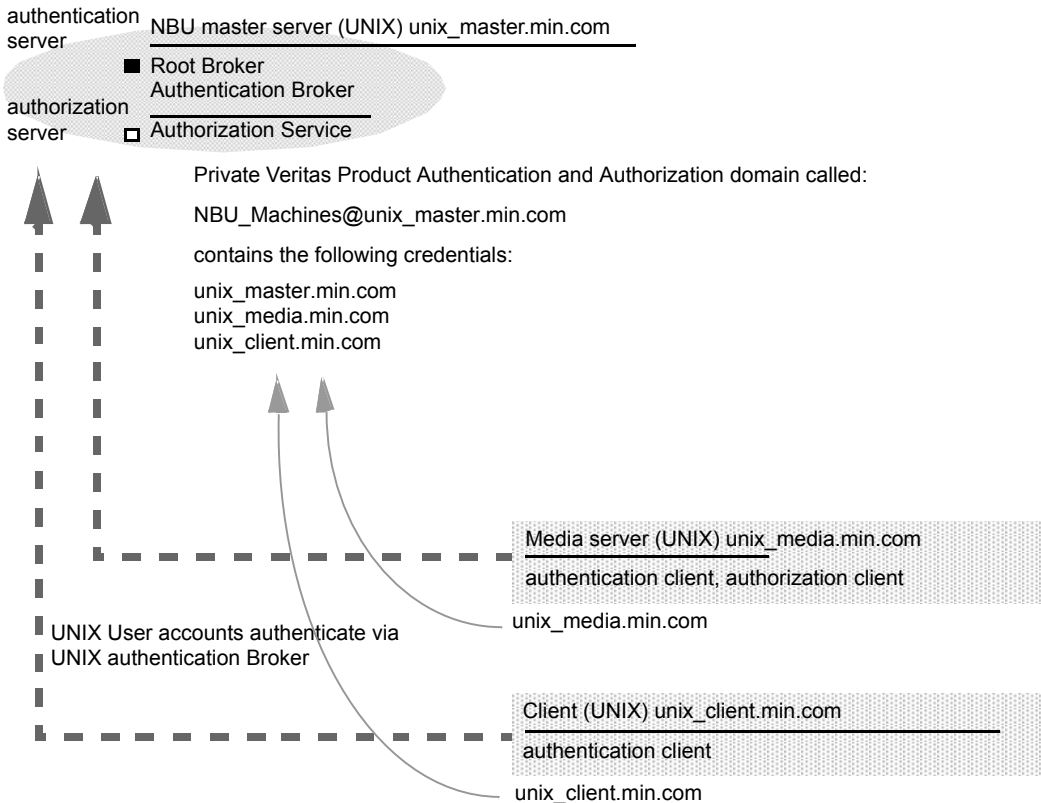 authentication
server
NBU master server (UNIX) unix_master.min.com
Root Broker
Authentication Broker
authorization
server
Authorization Service
Private Veritas Product Authentication and Authorization domain called:
NBU_Machines@unix_master.min.com
contains the following credentials:
unix_master.min.com
unix_media.min.com
unix_client.min.com
Media server (UNIX) unix_media.min.com
authentication client, authorization client
unix_media.min.com
UNIX User accounts authenticate via
UNIX authentication Broker
Client (UNIX) unix_client.min.com
authentication client
unix_client.min.com